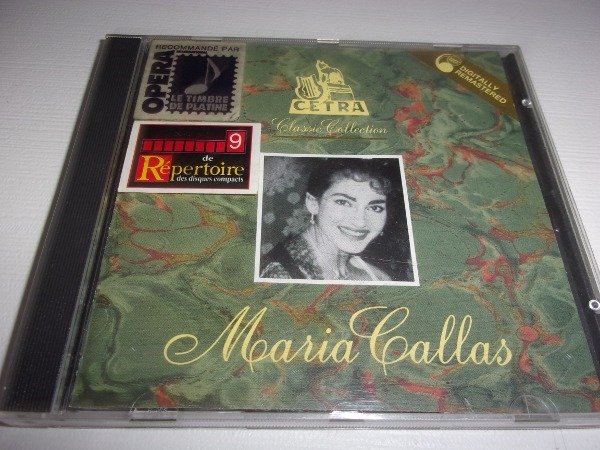 RECOMMANDÉ PAR
OPERA
LE TIMBRE
DE PLATINE
CETRA
Classic Collection
DIGITALLY
REMASTERED
9
de
Répertoire
des disques compacts
Maria Callas